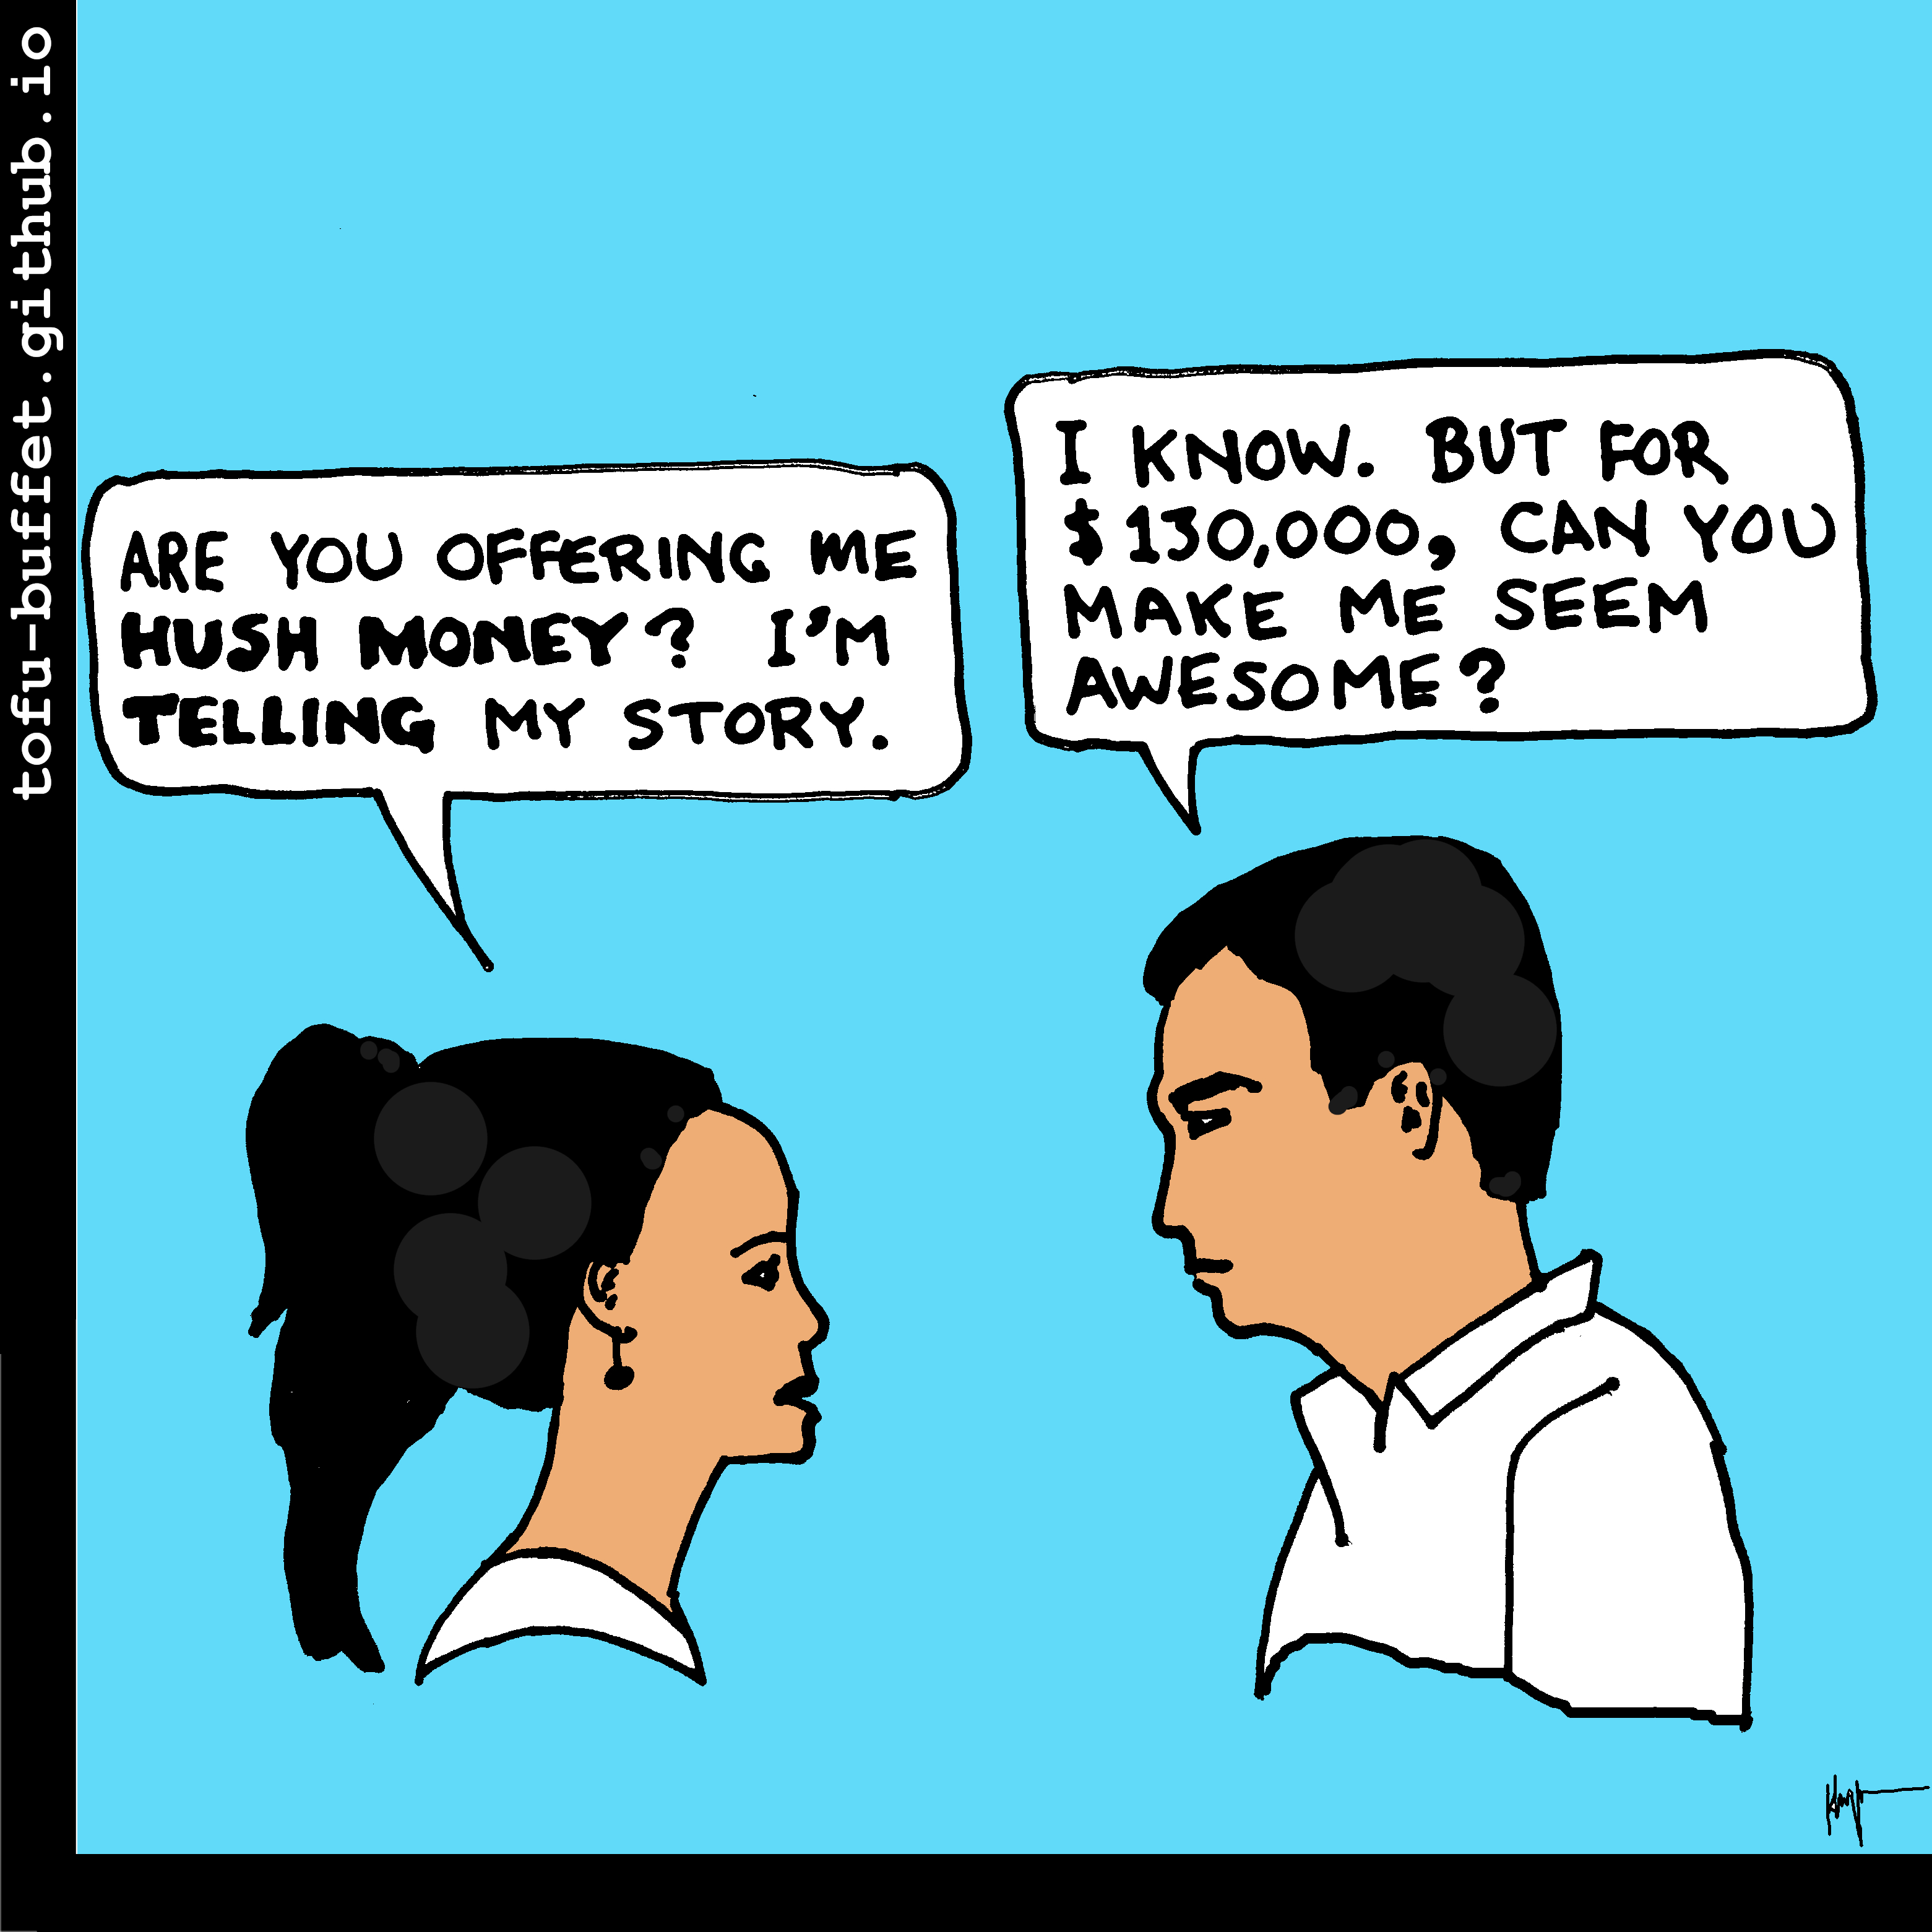 tofu-buffet.github.io
ARE YOU OFFERING ME
HUSH MONEY? I'M
TELLING MY STORY.
I KNOW. BUT FOR
$130,000, CAN YOU
MAKE ME SEEM
AWESOME?